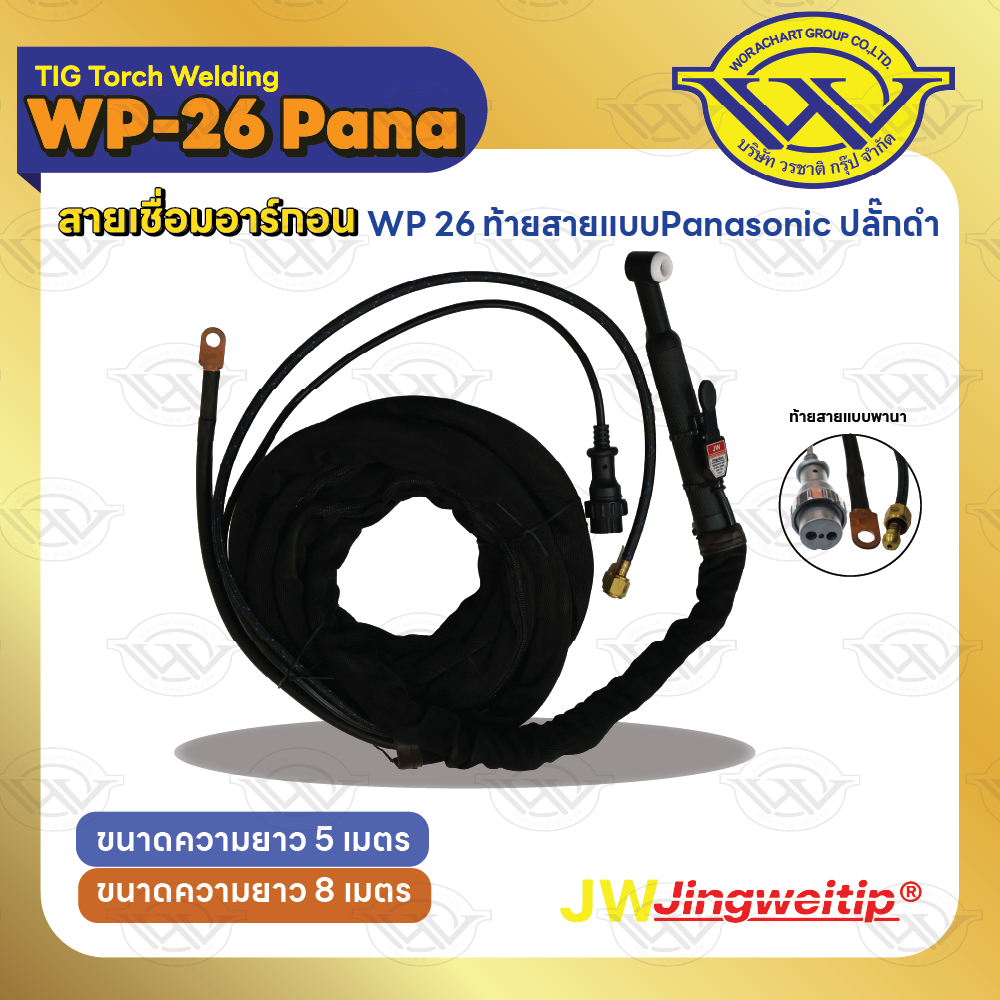 TIG Torch Welding
WP-26 Pana
WORACHART GROUP CO.,LTD.
บริษัท วรชาติ กรุ๊ป จำกัด
สายเชื่อมอาร์กอน WP 26 ท้ายสายแบบPanasonic ปลั๊กดำ
ท้ายสายแบบพานา
JW
ขนาดความยาว 5 เมตร
ขนาดความยาว 8 เมตร
JWJingweitip®